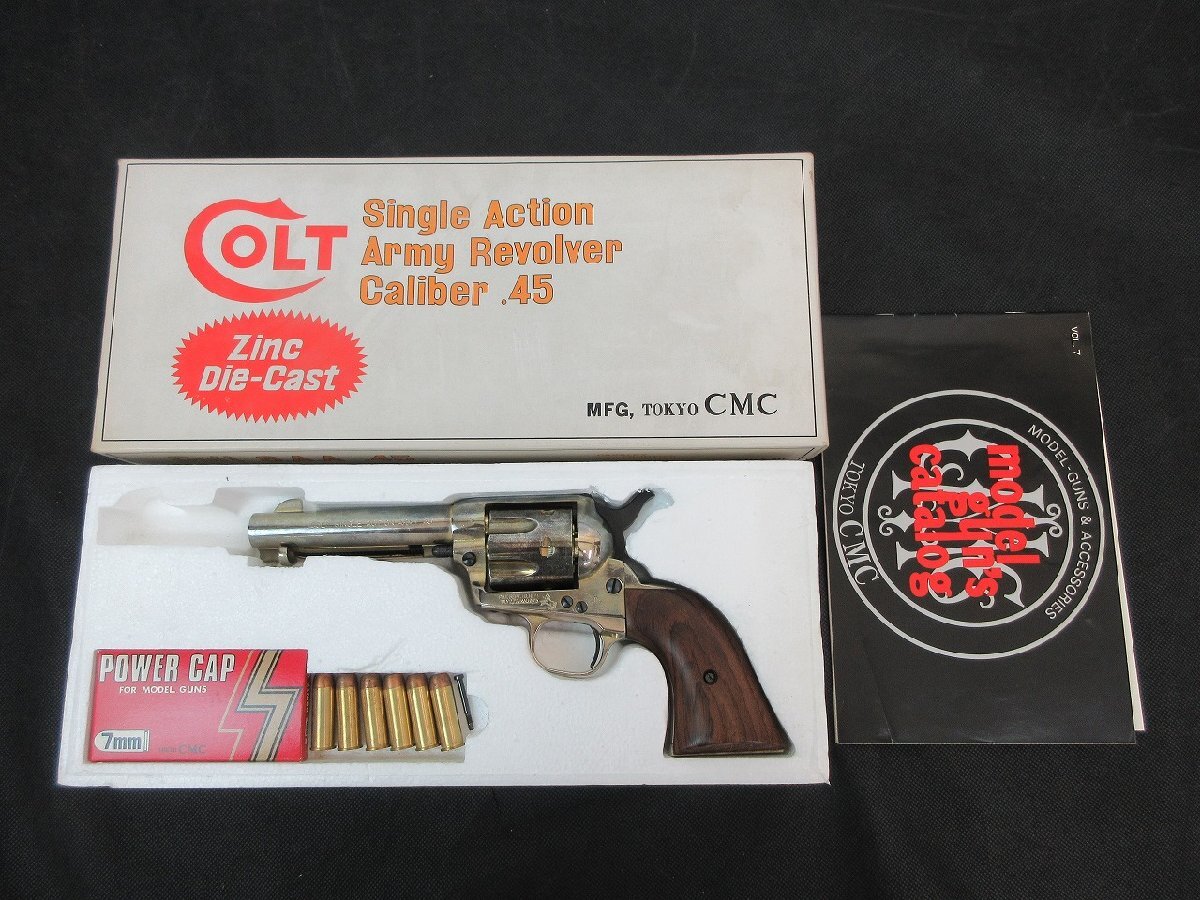 COLT
Single Action
Army Revolver
Caliber .45
Zinc
Die-Cast
MFG, TOKYO CMC
VOL. 7
MODEL-GUNS & ACCESSORIES
model
gun's
catalog
TOKYO CMC
POWER CAP
FOR MODEL GUNS
7mm
CMC